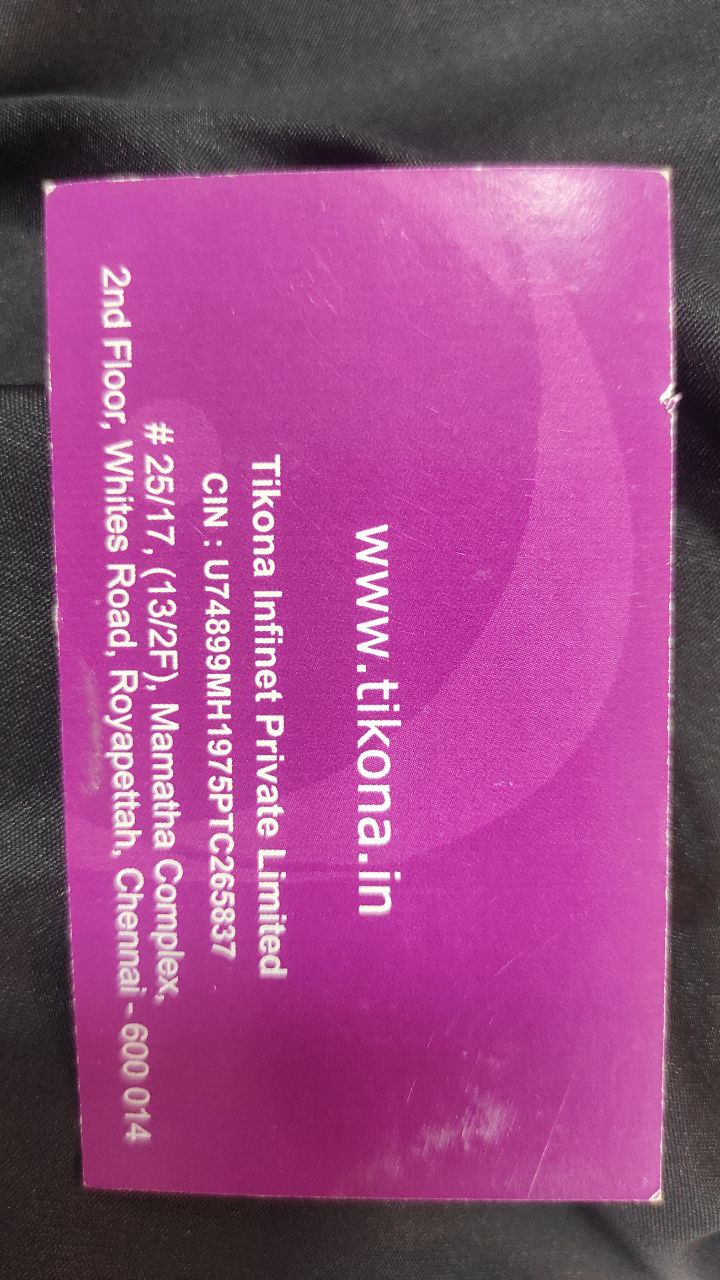 www.tikona.in
Tikona Infinet Private Limited
CIN : U74899MH1975PTC265837
# 25/17, (13/2F), Mamatha Complex,
2nd Floor, Whites Road, Royapettah, Chennai - 600 014